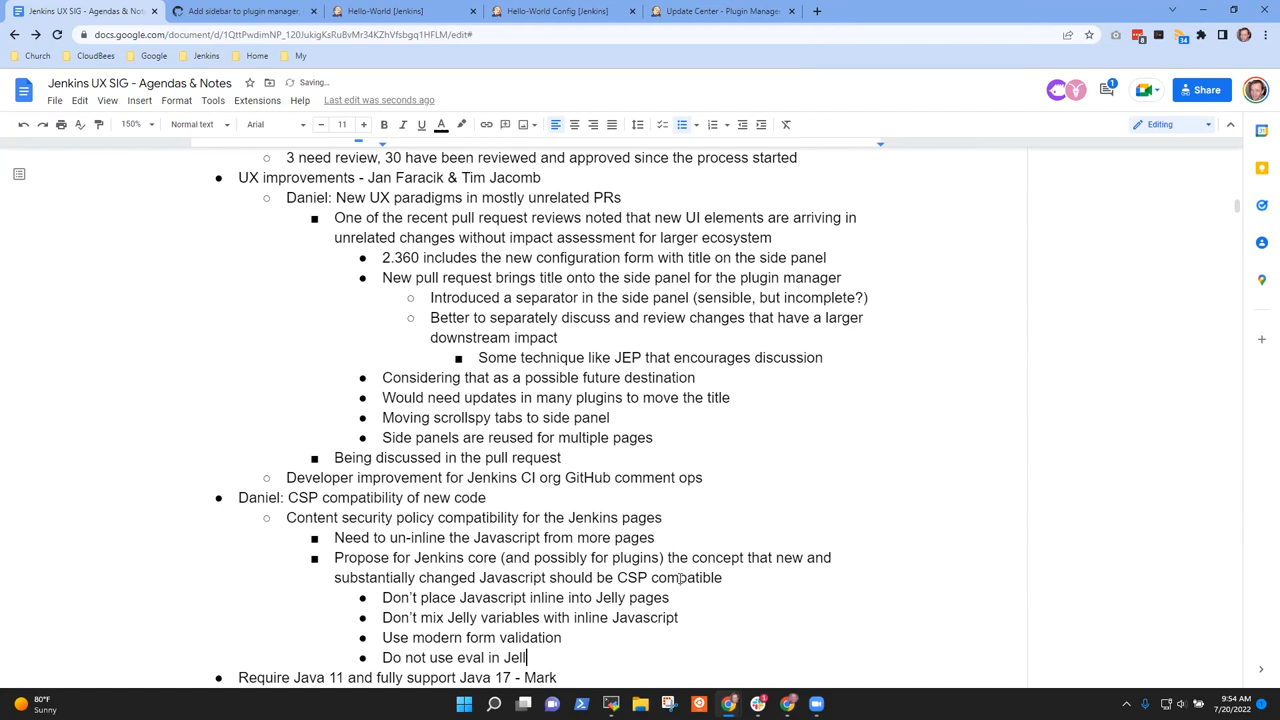 Jenkins UX SIG - Agendas & Notes
Add sidebar to plugin manager,
Hello-World [Jenkins]
Hello-World Config [Jenkins]
Update Center - Plugin Manager
docs.google.com/document/d/1QttPwdimNP_120JukigKsRuBvMr34KZhVfsbgq1HFLM/edit#
Church
CloudBees
Google
Jenkins
Home
My
Jenkins UX SIG - Agendas & Notes
Saving...
File Edit View Insert Format Tools Extensions Help Last edit was seconds ago
1
Share
150% Normal text Arial 11 Editing
○ 3 need review, 30 have been reviewed and approved since the process started
● UX improvements - Jan Faracik & Tim Jacomb
○ Daniel: New UX paradigms in mostly unrelated PRs
■ One of the recent pull request reviews noted that new UI elements are arriving in
unrelated changes without impact assessment for larger ecosystem
● 2.360 includes the new configuration form with title on the side panel
● New pull request brings title onto the side panel for the plugin manager
○ Introduced a separator in the side panel (sensible, but incomplete?)
○ Better to separately discuss and review changes that have a larger
downstream impact
■ Some technique like JEP that encourages discussion
● Considering that as a possible future destination
● Would need updates in many plugins to move the title
● Moving scrollspy tabs to side panel
● Side panels are reused for multiple pages
■ Being discussed in the pull request
○ Developer improvement for Jenkins CI org GitHub comment ops
● Daniel: CSP compatibility of new code
○ Content security policy compatibility for the Jenkins pages
■ Need to un-inline the Javascript from more pages
■ Propose for Jenkins core (and possibly for plugins) the concept that new and
substantially changed Javascript should be CSP compatible
● Don't place Javascript inline into Jelly pages
● Don't mix Jelly variables with inline Javascript
● Use modern form validation
● Do not use eval in Jell
● Require Java 11 and fully support Java 17 - Mark
80°F
Sunny
9:54 AM
7/20/2022